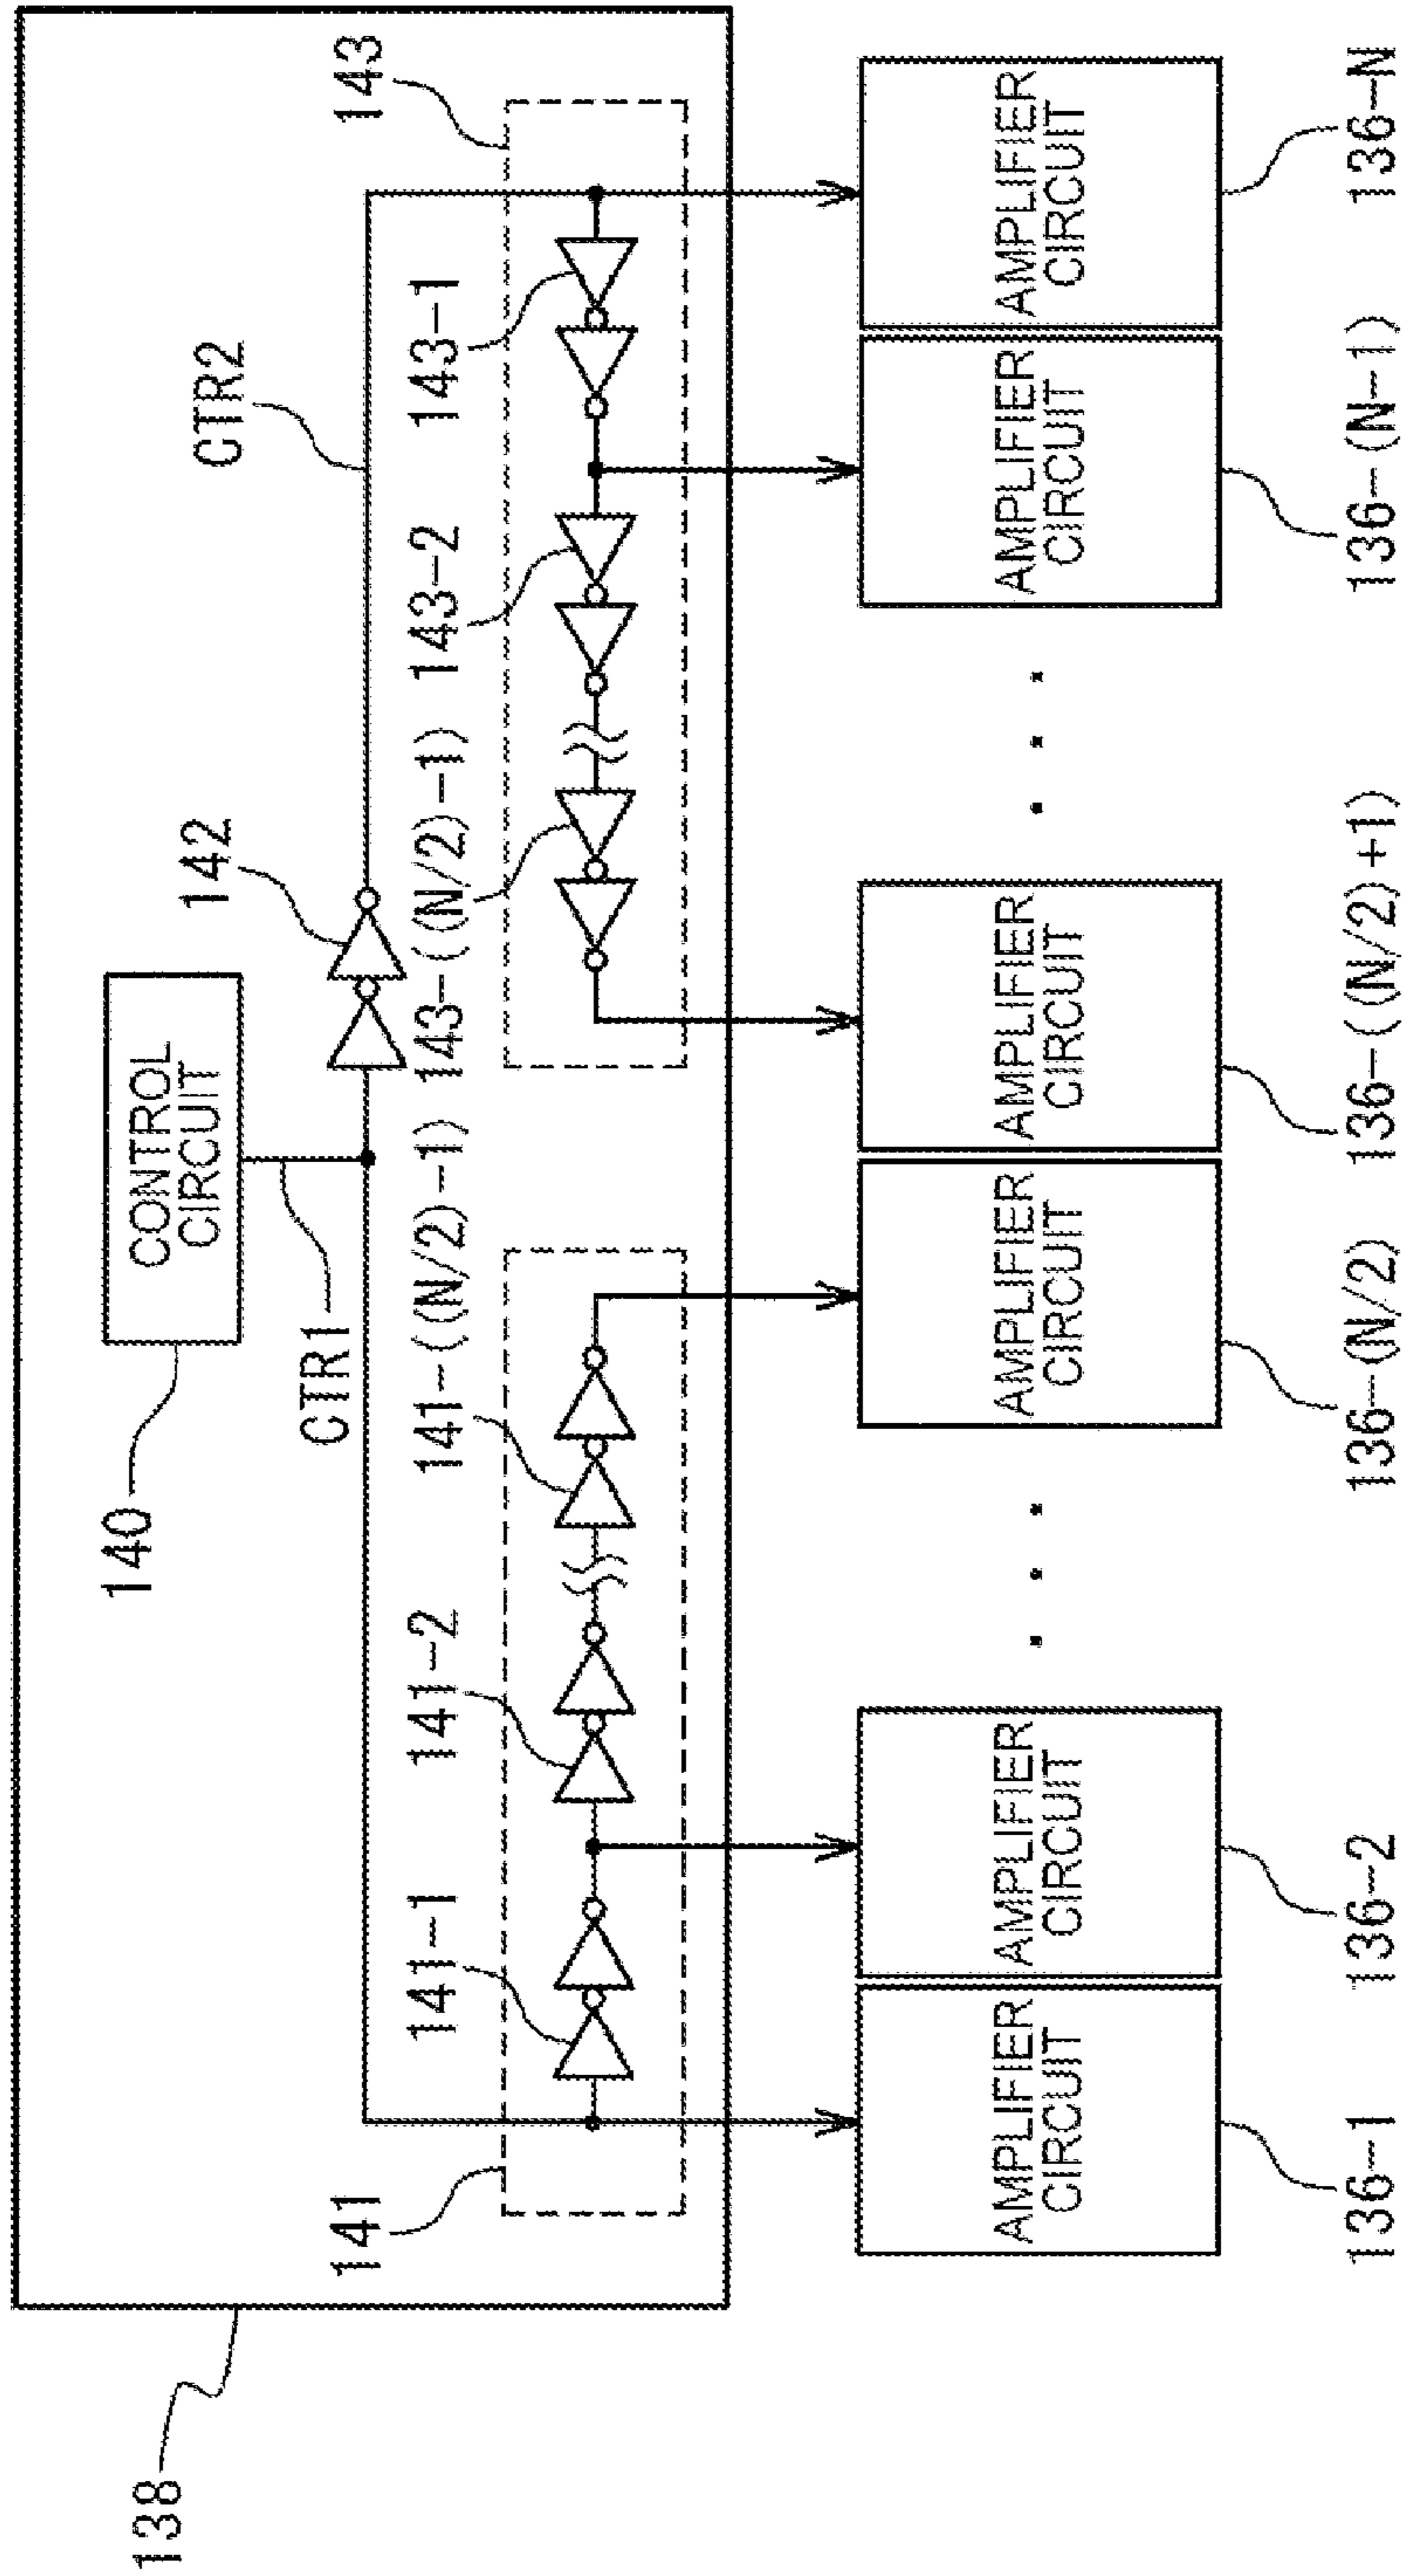 138
140
CONTROL
CIRCUIT
142
CTR1
CTR2
141
141-1
141-2
141-((N/2)-1)
143-((N/2)-1)
143-2
143-1
143
AMPLIFIER
CIRCUIT
AMPLIFIER
CIRCUIT
AMPLIFIER
CIRCUIT
AMPLIFIER
CIRCUIT
AMPLIFIER
CIRCUIT
AMPLIFIER
CIRCUIT
136-1
136-2
136-(N/2)
136-((N/2)+1)
136-(N-1)
136-N